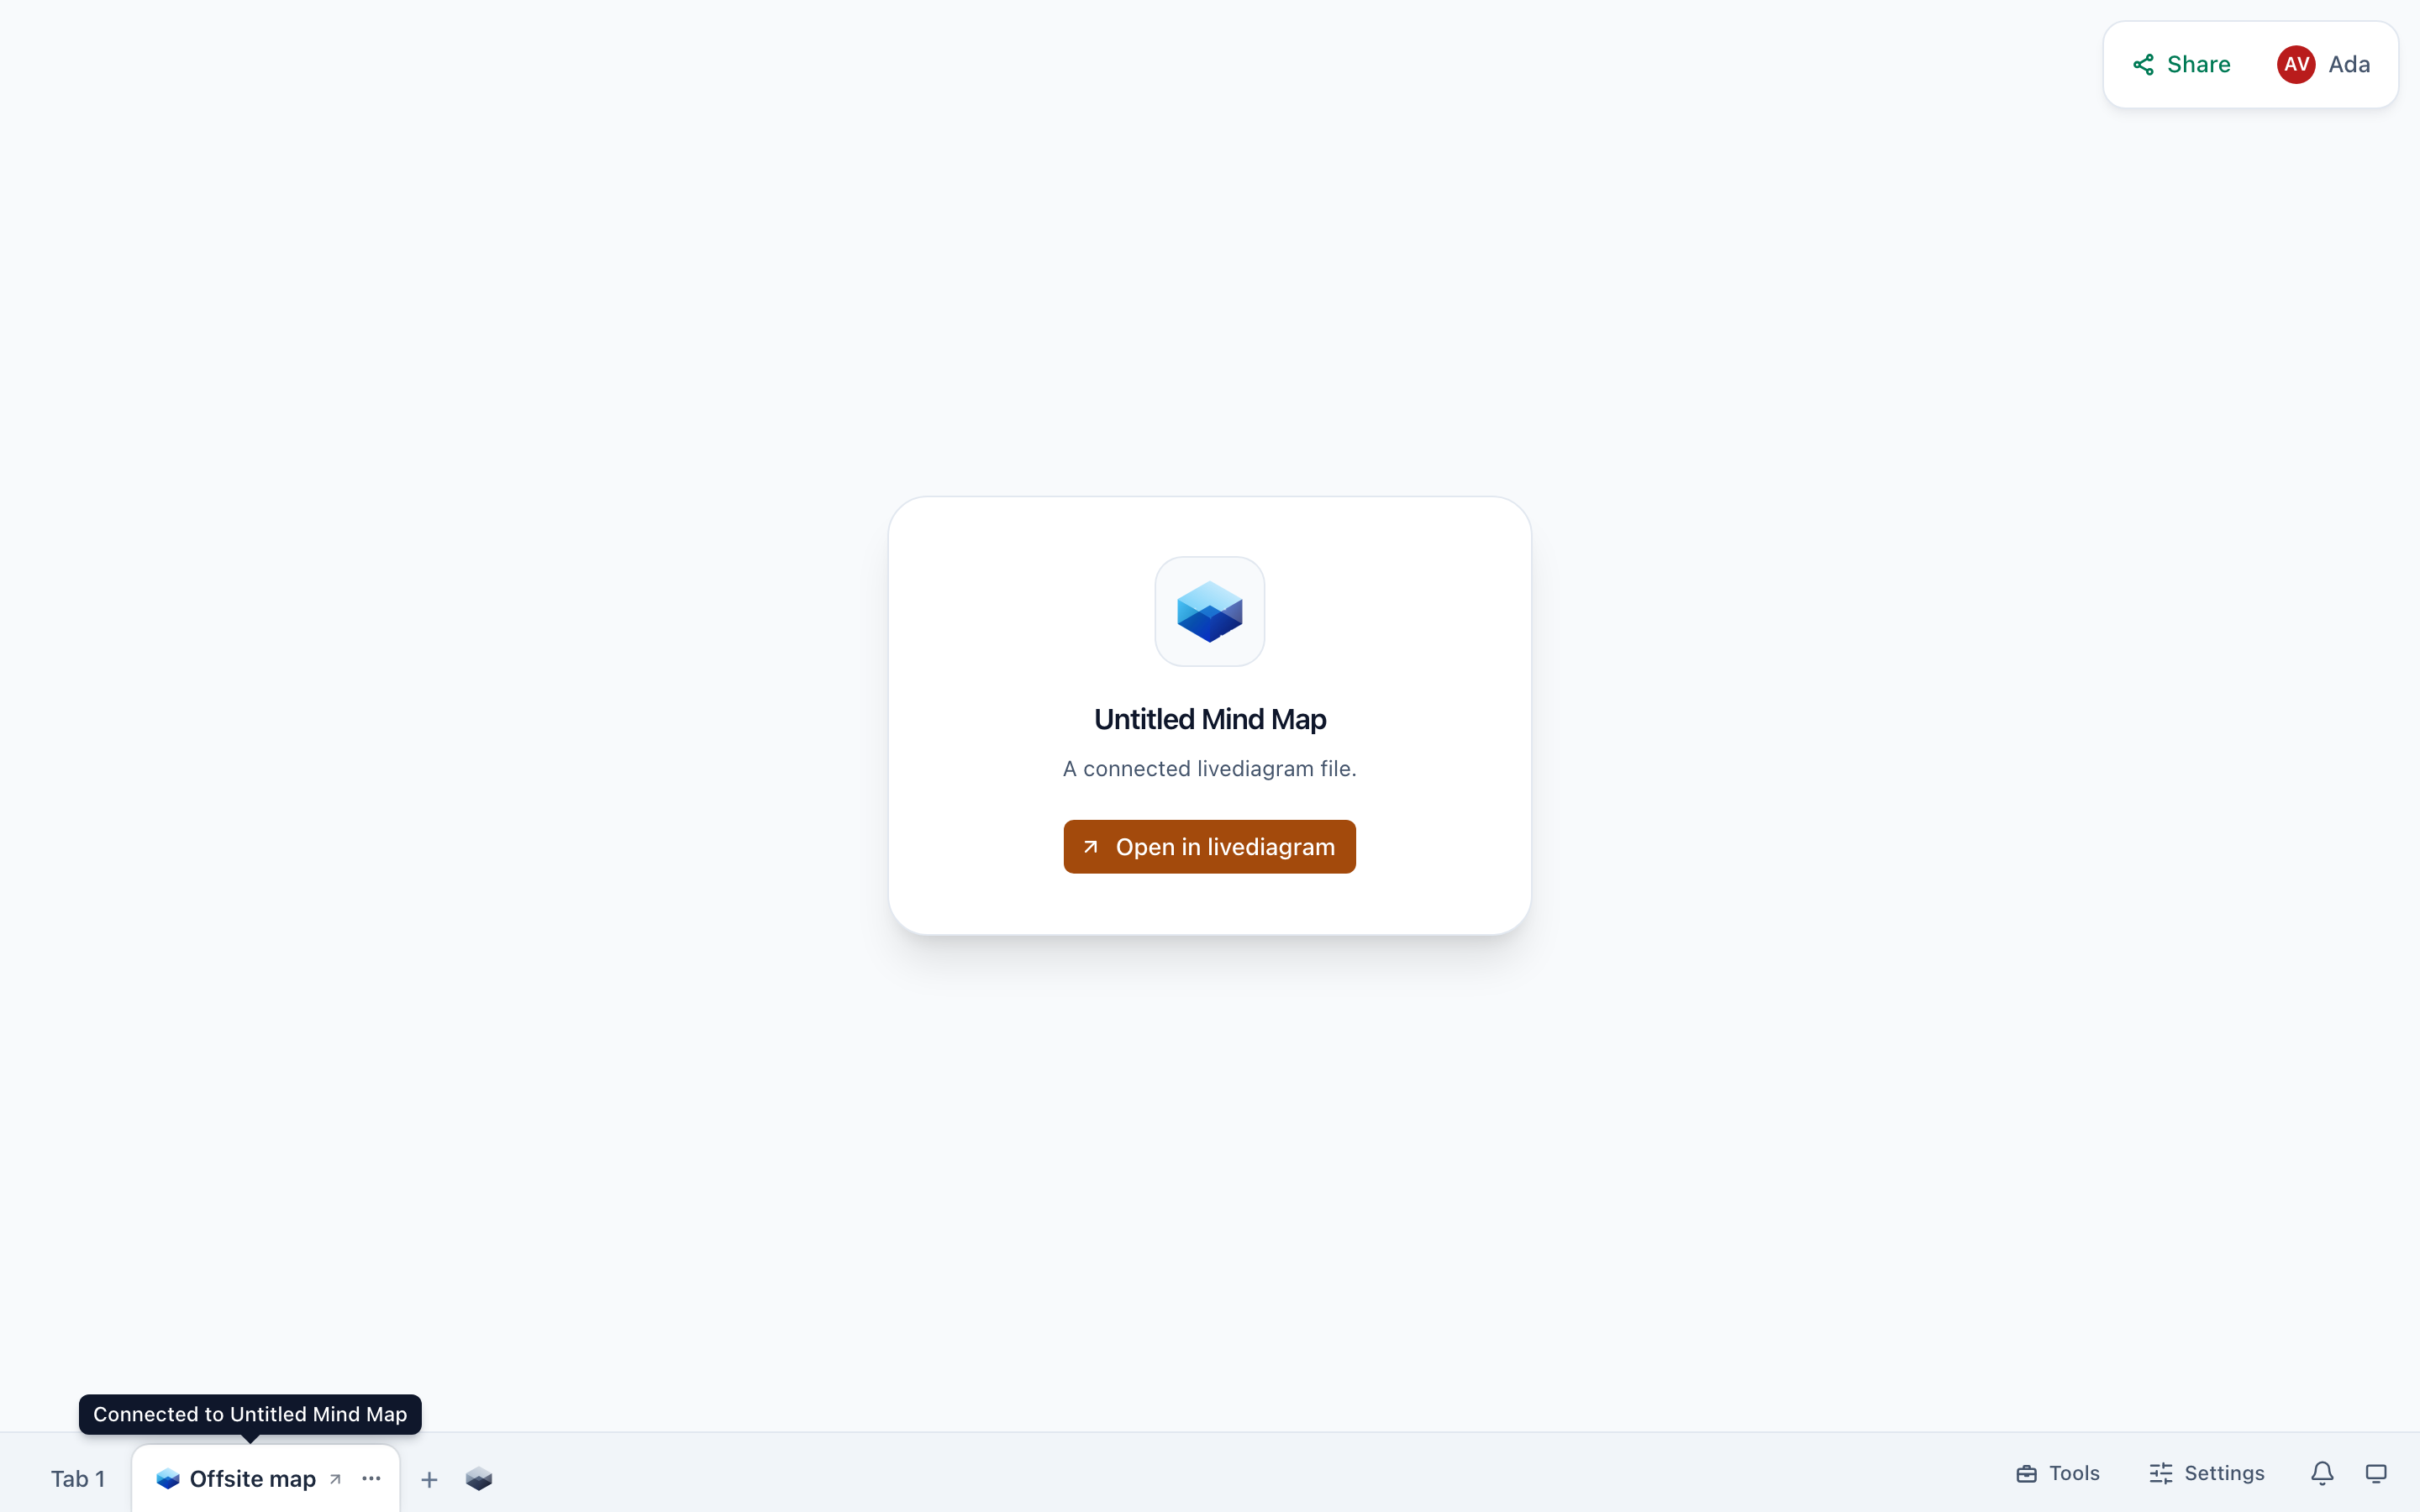 Share
AV
Ada
Untitled Mind Map
A connected livediagram file.
Open in livediagram
Connected to Untitled Mind Map
Tab 1
Offsite map
Tools
Settings